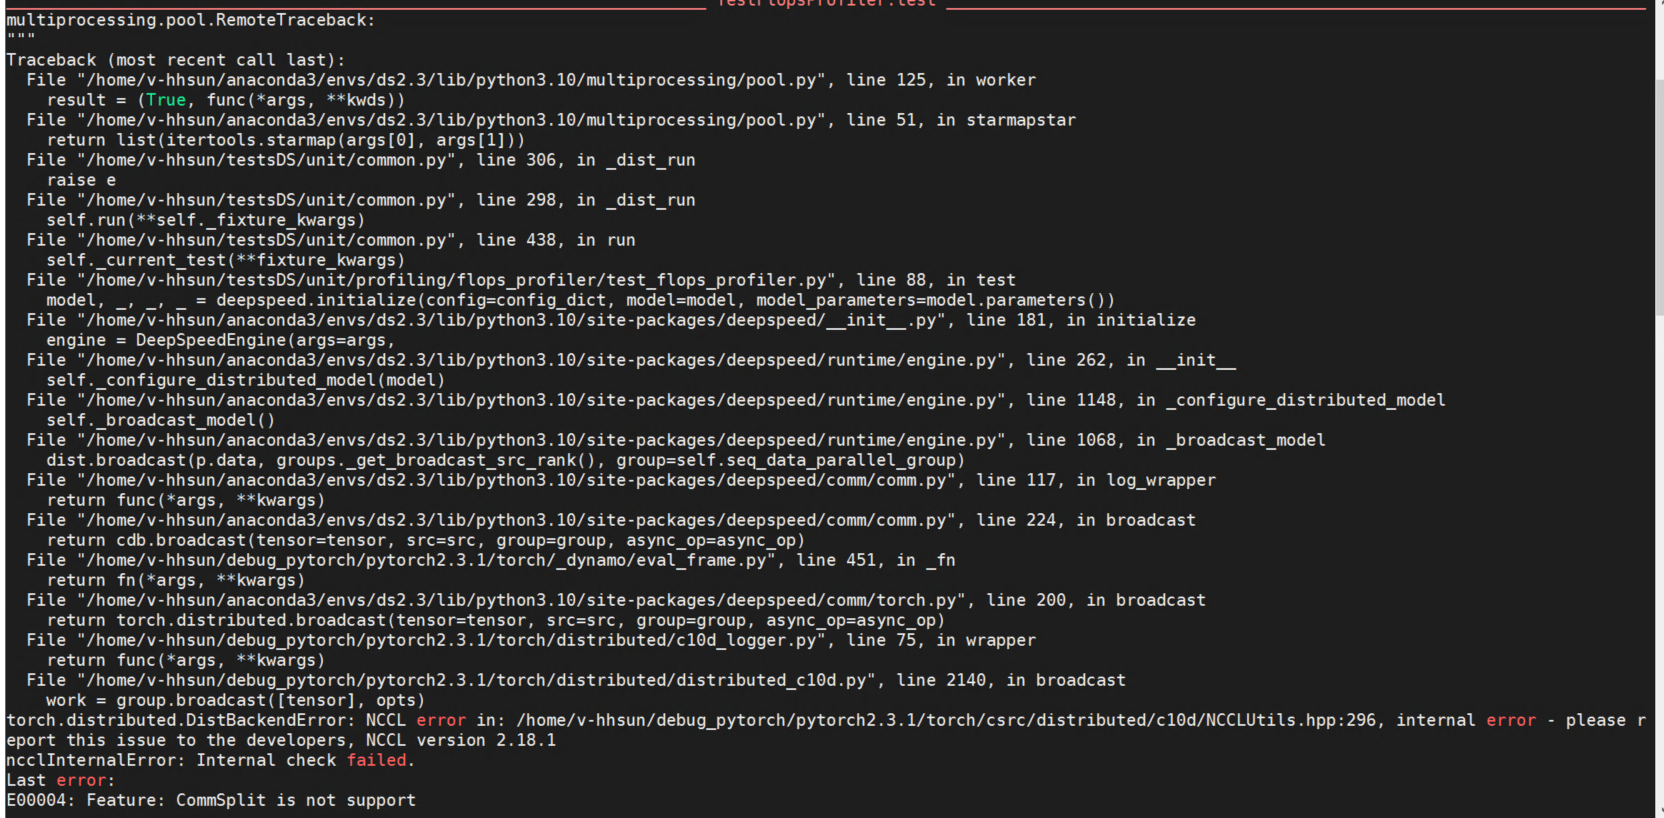 TestFlopsProfiler.test
multiprocessing.pool.RemoteTraceback:
"""
Traceback (most recent call last):
  File "/home/v-hhsun/anaconda3/envs/ds2.3/lib/python3.10/multiprocessing/pool.py", line 125, in worker
    result = (True, func(*args, **kwds))
  File "/home/v-hhsun/anaconda3/envs/ds2.3/lib/python3.10/multiprocessing/pool.py", line 51, in starmapstar
    return list(itertools.starmap(args[0], args[1]))
  File "/home/v-hhsun/testsDS/unit/common.py", line 306, in _dist_run
    raise e
  File "/home/v-hhsun/testsDS/unit/common.py", line 298, in _dist_run
    self.run(**self._fixture_kwargs)
  File "/home/v-hhsun/testsDS/unit/common.py", line 438, in run
    self._current_test(**fixture_kwargs)
  File "/home/v-hhsun/testsDS/unit/profiling/flops_profiler/test_flops_profiler.py", line 88, in test
    model, _, _, _ = deepspeed.initialize(config=config_dict, model=model, model_parameters=model.parameters())
  File "/home/v-hhsun/anaconda3/envs/ds2.3/lib/python3.10/site-packages/deepspeed/__init__.py", line 181, in initialize
    engine = DeepSpeedEngine(args=args,
  File "/home/v-hhsun/anaconda3/envs/ds2.3/lib/python3.10/site-packages/deepspeed/runtime/engine.py", line 262, in __init__
    self._configure_distributed_model(model)
  File "/home/v-hhsun/anaconda3/envs/ds2.3/lib/python3.10/site-packages/deepspeed/runtime/engine.py", line 1148, in _configure_distributed_model
    self._broadcast_model()
  File "/home/v-hhsun/anaconda3/envs/ds2.3/lib/python3.10/site-packages/deepspeed/runtime/engine.py", line 1068, in _broadcast_model
    dist.broadcast(p.data, groups._get_broadcast_src_rank(), group=self.seq_data_parallel_group)
  File "/home/v-hhsun/anaconda3/envs/ds2.3/lib/python3.10/site-packages/deepspeed/comm/comm.py", line 117, in log_wrapper
    return func(*args, **kwargs)
  File "/home/v-hhsun/anaconda3/envs/ds2.3/lib/python3.10/site-packages/deepspeed/comm/comm.py", line 224, in broadcast
    return cdb.broadcast(tensor=tensor, src=src, group=group, async_op=async_op)
  File "/home/v-hhsun/debug_pytorch/pytorch2.3.1/torch/_dynamo/eval_frame.py", line 451, in _fn
    return fn(*args, **kwargs)
  File "/home/v-hhsun/anaconda3/envs/ds2.3/lib/python3.10/site-packages/deepspeed/comm/torch.py", line 200, in broadcast
    return torch.distributed.broadcast(tensor=tensor, src=src, group=group, async_op=async_op)
  File "/home/v-hhsun/debug_pytorch/pytorch2.3.1/torch/distributed/c10d_logger.py", line 75, in wrapper
    return func(*args, **kwargs)
  File "/home/v-hhsun/debug_pytorch/pytorch2.3.1/torch/distributed/distributed_c10d.py", line 2140, in broadcast
    work = group.broadcast([tensor], opts)
torch.distributed.DistBackendError: NCCL error in: /home/v-hhsun/debug_pytorch/pytorch2.3.1/torch/csrc/distributed/c10d/NCCLUtils.hpp:296, internal error - please r
eport this issue to the developers, NCCL version 2.18.1
ncclInternalError: Internal check failed.
Last error:
E00004: Feature: CommSplit is not support